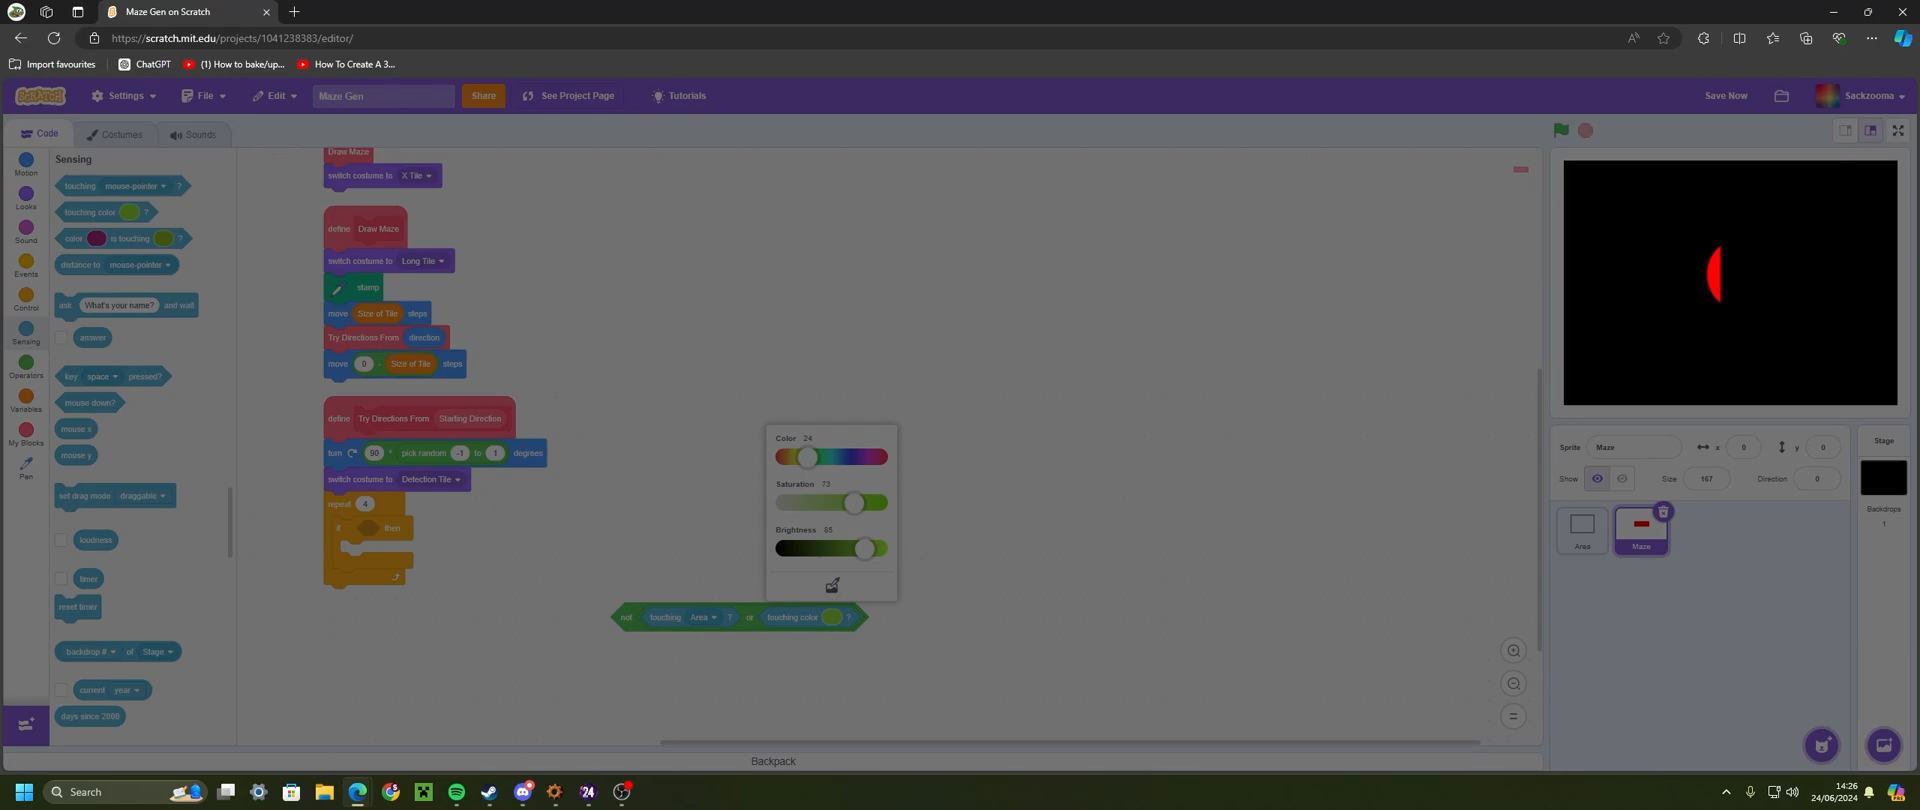 Maze Gen on Scratch
https://scratch.mit.edu/projects/1041238383/editor/
Import favourites
ChatGPT
(1) How to bake/up...
How To Create A 3...
SCRATCH
Settings
File
Edit
Maze Gen
Share
See Project Page
Tutorials
Save Now
Sackzooma
Code
Costumes
Sounds
Motion
Looks
Sound
Events
Control
Sensing
Operators
Variables
My Blocks
Pen
Sensing
touching mouse-pointer ?
touching color ?
color is touching ?
distance to mouse-pointer
ask What's your name? and wait
answer
key space pressed?
mouse down?
mouse x
mouse y
set drag mode draggable
loudness
timer
reset timer
backdrop # of Stage
current year
days since 2000
Draw Maze
switch costume to X Tile
define Draw Maze
switch costume to Long Tile
stamp
move Size of Tile steps
Try Directions From direction
move 0 - Size of Tile steps
define Try Directions From Starting Direction
turn 90 * pick random -1 to 1 degrees
switch costume to Detection Tile
repeat 4
if then
Color 24
Saturation 73
Brightness 85
not touching Area ? or touching color ?
Backpack
Sprite Maze x 0 y 0
Show Size 167 Direction 0
Area
Maze
Stage
Backdrops
1
Search
14:26
24/06/2024